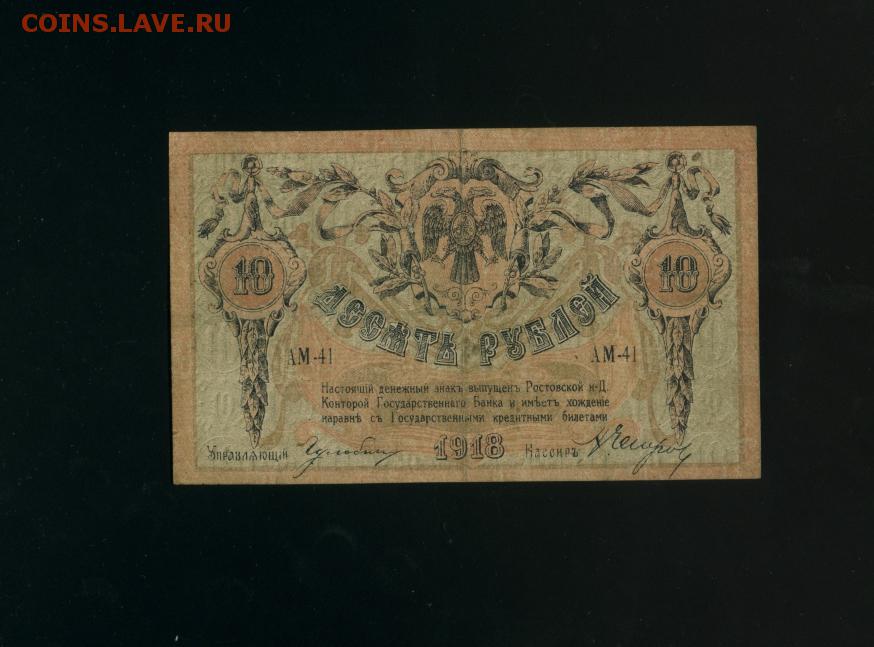 COINS.LAVE.RU
10 10
ДЕСЯТЬ РУБЛЕЙ
АМ-41 АМ-41
Настоящій денежный знакъ выпущенъ Ростовской н-Д.
Конторой Государственнаго Банка и имѣетъ хожденіе
наравнѣ съ Государственными кредитными билетами
Управляющій 1918 Кассиръ